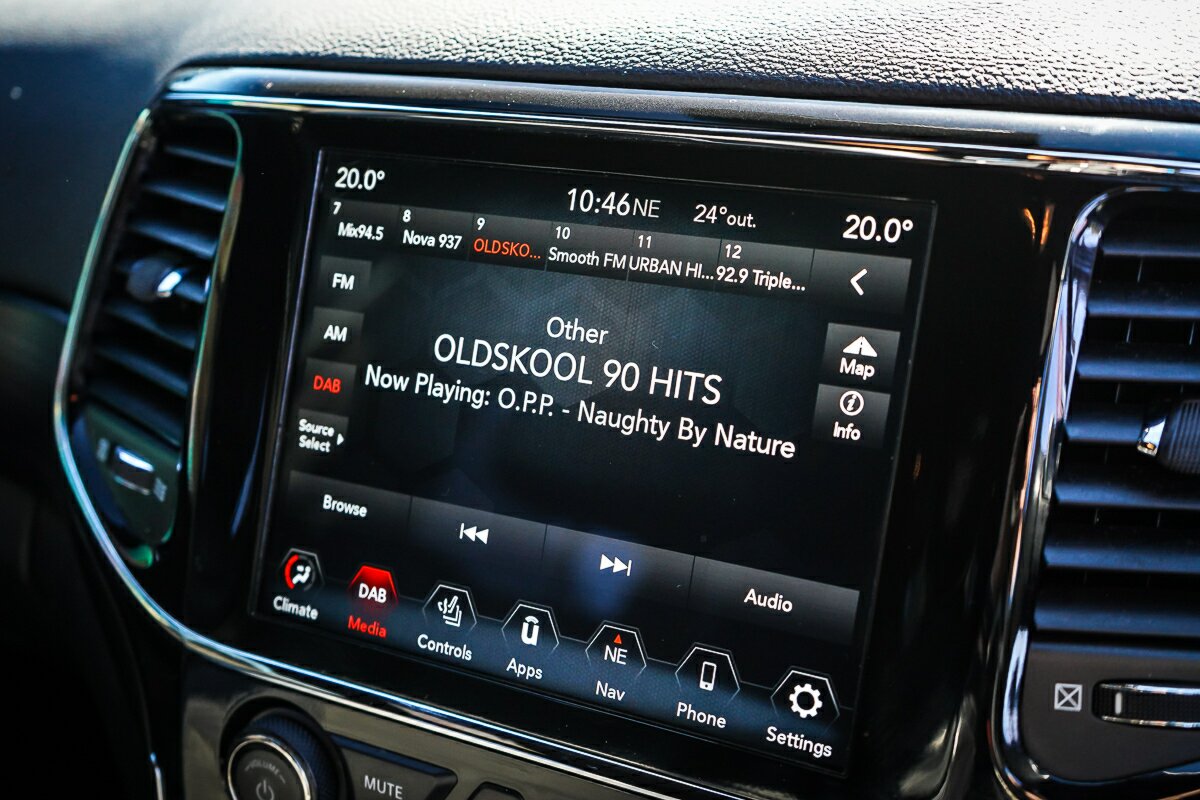 20.0°
10:46 NE
24° out.
20.0°
7
Mix94.5
8
Nova 937
9
OLDSKO...
10
Smooth FM
11
URBAN HI...
12
92.9 Triple...
FM
AM
DAB
Source
Select
Other
OLDSKOOL 90 HITS
Now Playing: O.P.P. - Naughty By Nature
Map
Info
Browse
Audio
Climate
DAB
Media
Controls
Apps
NE
Nav
Phone
Settings
VOLUME
MUTE